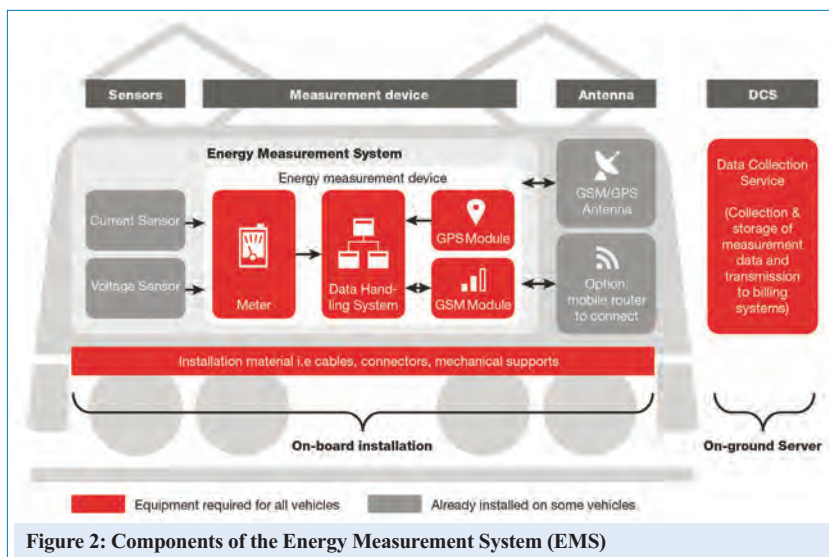 Sensors
Measurement device
Antenna
DCS
Energy Measurement System
Energy measurement device
Current Sensor
Voltage Sensor
Meter
Data Hand-
ling System
GPS Module
GSM Module
GSM/GPS
Antenna
Option:
mobile router
to connect
Data Collection
Service
(Collection &
storage of
measurement
data and
transmission
to billing
systems)
Installation material i.e cables, connectors, mechanical supports
On-board installation
On-ground Server
Equipment required for all vehicles
Already installed on some vehicles
Figure 2: Components of the Energy Measurement System (EMS)